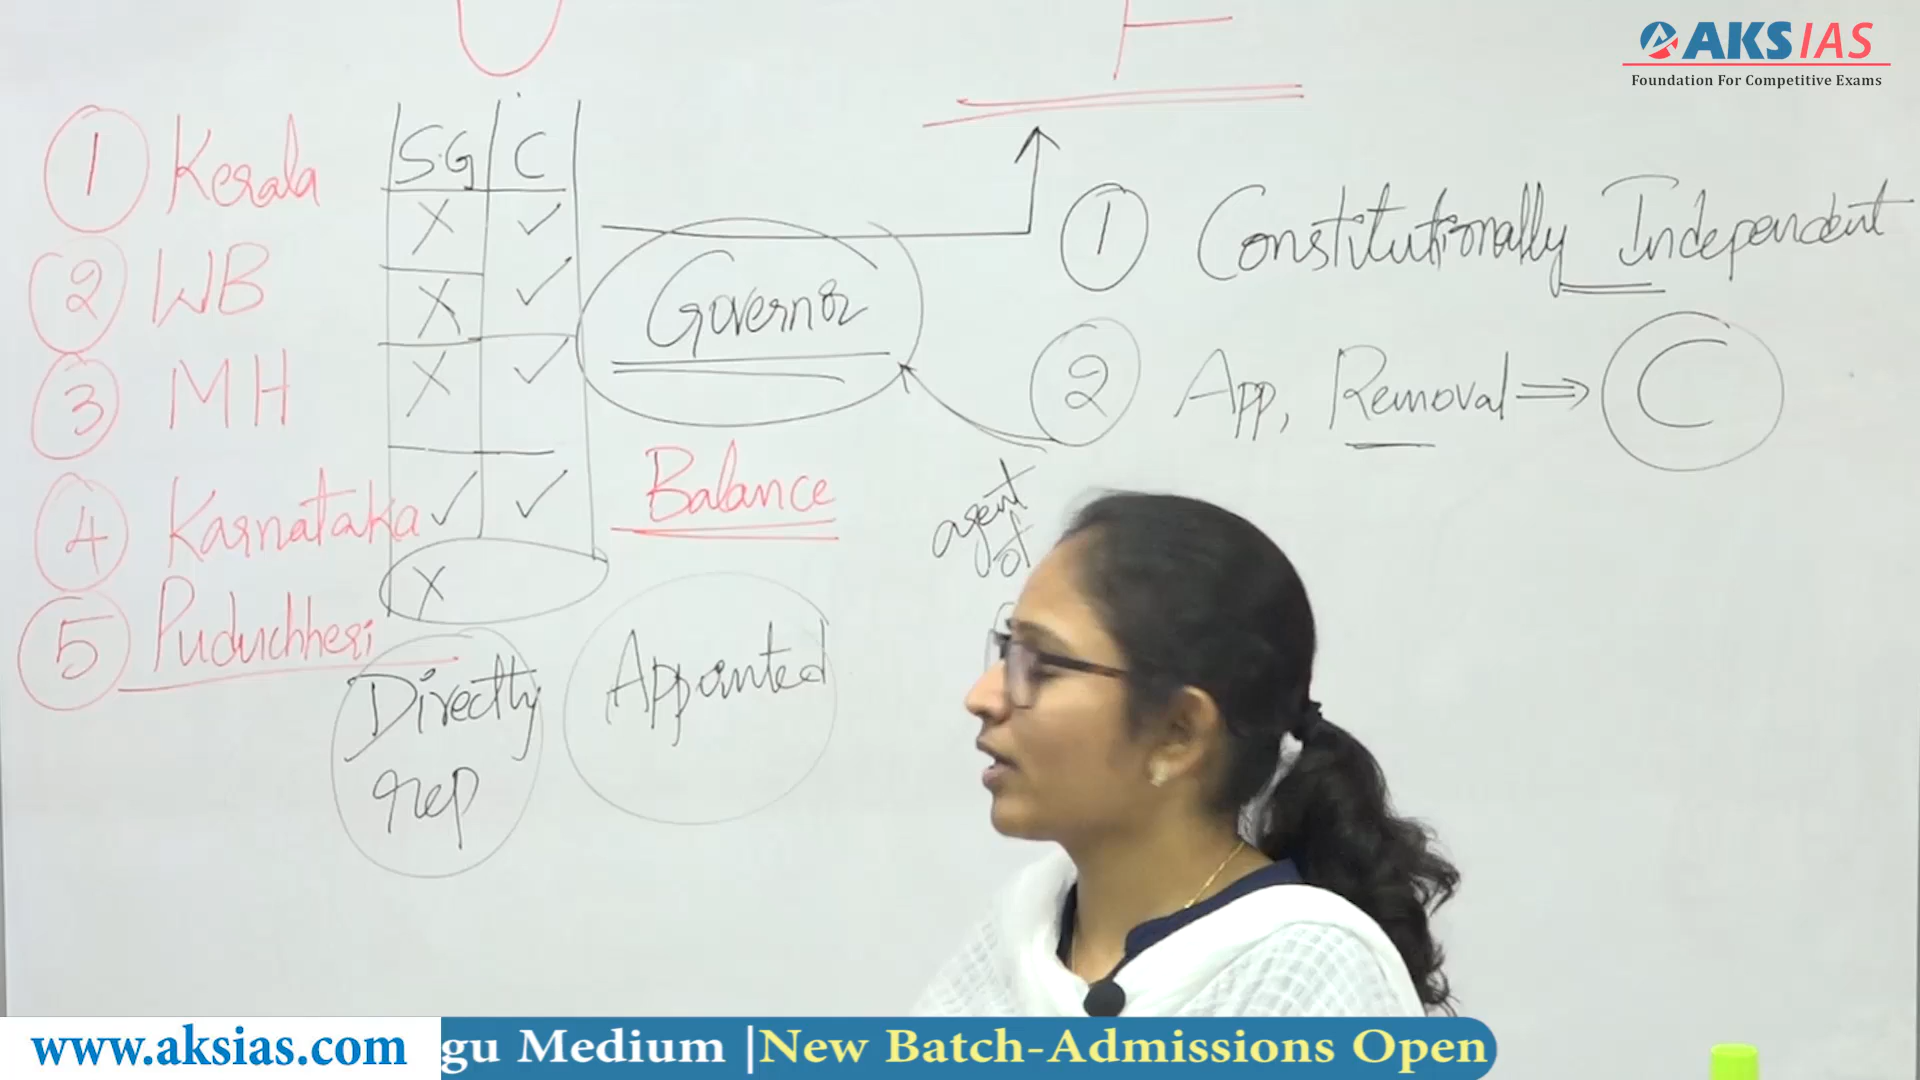 AKS IAS
Foundation For Competitive Exams
U
F
S.G C
1 Kerala X ✓
2 WB X ✓
3 MH X ✓
4 Karnataka ✓ ✓
5 Puduchheri X
Governor
Balance
Directly
rep
Appointed
1 Constitutionally Independent
2 App, Removal ⇒ C
agent
of
www.aksias.com
gu Medium | New Batch-Admissions Open